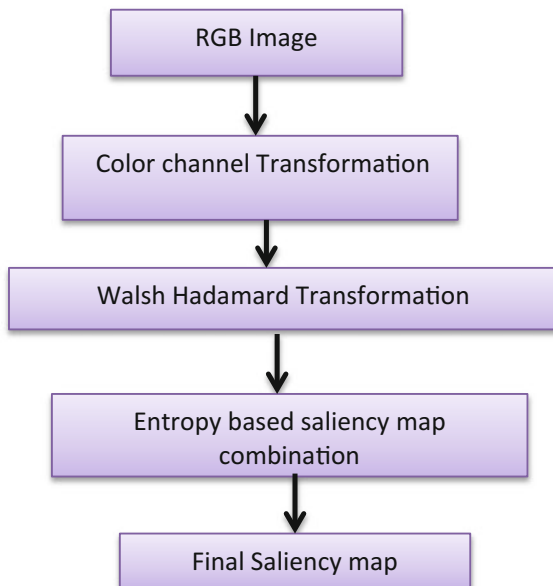 RGB Image
Color channel Transformation
Walsh Hadamard Transformation
Entropy based saliency map
combination
Final Saliency map